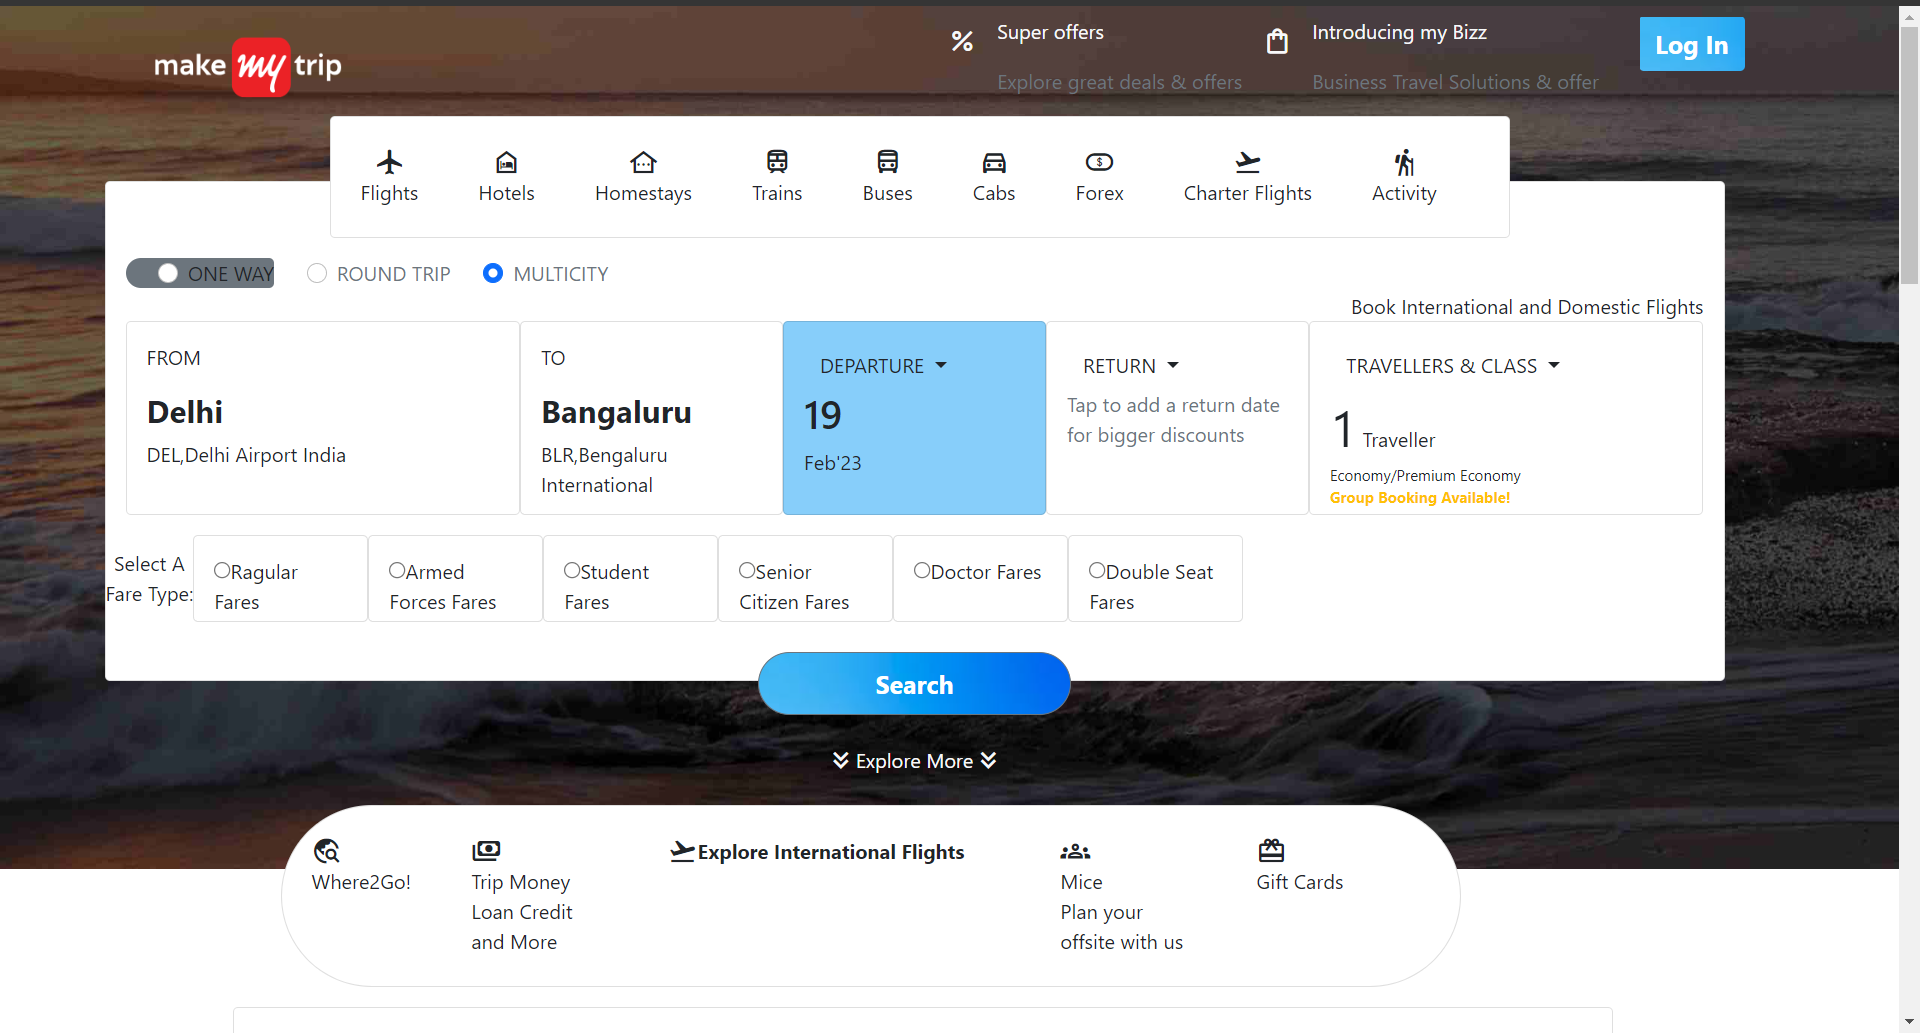 make my trip
Super offers
Explore great deals & offers
Introducing my Bizz
Business Travel Solutions & offer
Log In
Flights
Hotels
Homestays
Trains
Buses
Cabs
Forex
Charter Flights
Activity
ONE WAY
ROUND TRIP
MULTICITY
Book International and Domestic Flights
FROM
Delhi
DEL,Delhi Airport India
TO
Bangaluru
BLR,Bengaluru
International
DEPARTURE
19
Feb'23
RETURN
Tap to add a return date
for bigger discounts
TRAVELLERS & CLASS
1 Traveller
Economy/Premium Economy
Group Booking Available!
Select A
Fare Type:
Ragular
Fares
Armed
Forces Fares
Student
Fares
Senior
Citizen Fares
Doctor Fares
Double Seat
Fares
Search
Explore More
Where2Go!
Trip Money
Loan Credit
and More
Explore International Flights
Mice
Plan your
offsite with us
Gift Cards